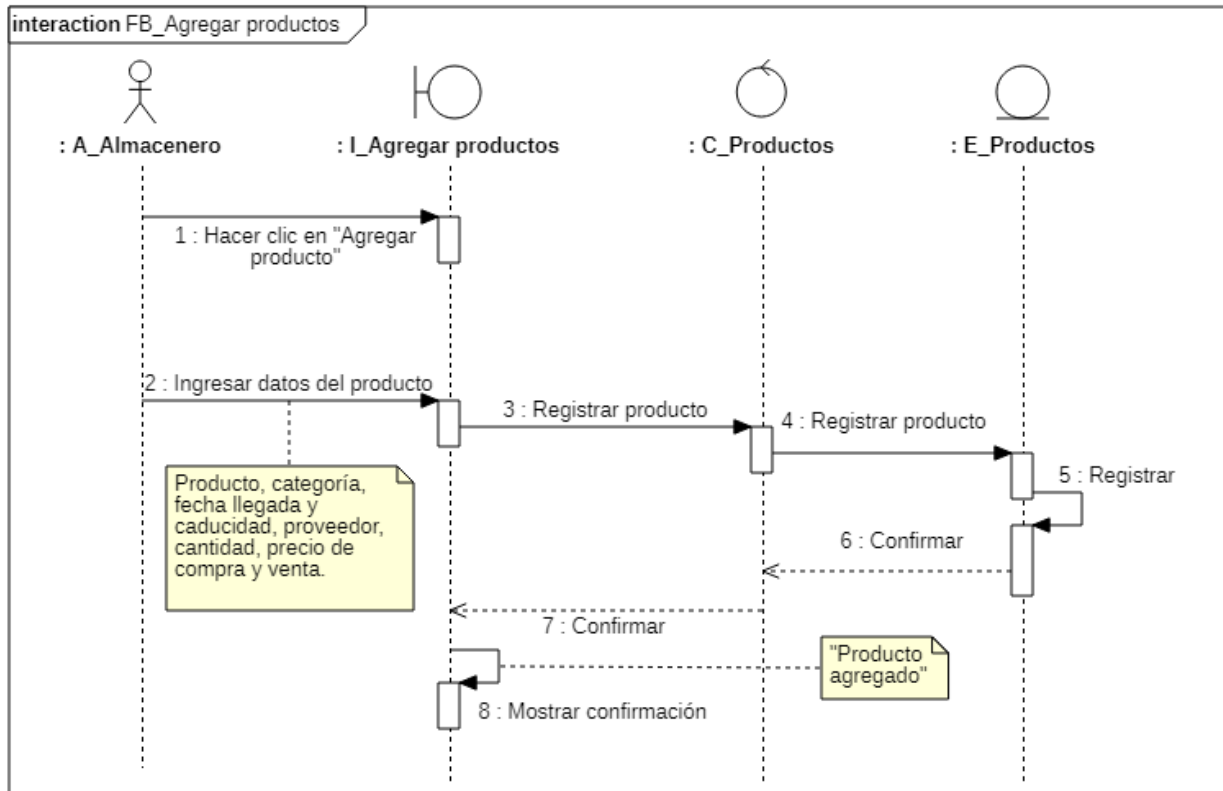 interaction FB_Agregar productos
: A_Almacenero
: I_Agregar productos
: C_Productos
: E_Productos
1 : Hacer clic en "Agregar
producto"
2 : Ingresar datos del producto
3 : Registrar producto
4 : Registrar producto
5 : Registrar
Producto, categoría,
fecha llegada y
caducidad, proveedor,
cantidad, precio de
compra y venta.
6 : Confirmar
7 : Confirmar
"Producto
agregado"
8 : Mostrar confirmación